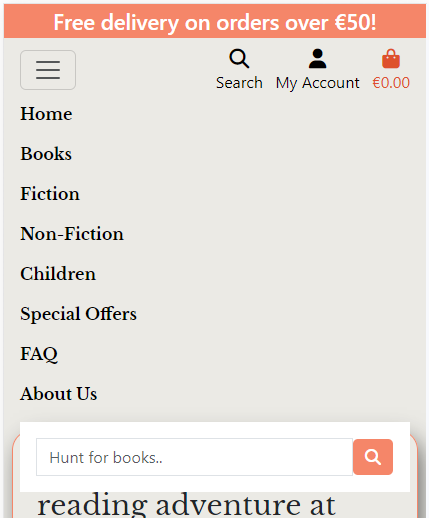 Free delivery on orders over €50!
Search My Account €0.00
Home
Books
Fiction
Non-Fiction
Children
Special Offers
FAQ
About Us
Hunt for books..
reading adventure at